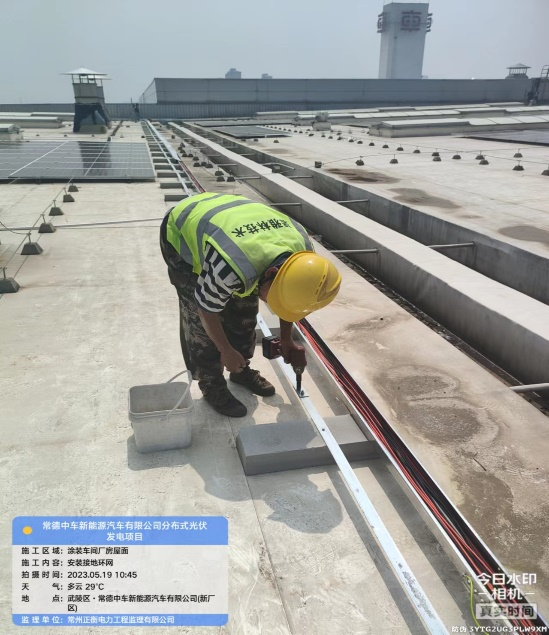 雅林技术
常德中车新能源汽车有限公司分布式光伏
发电项目
施工区域：涂装车间厂房屋面
施工内容：安装接地环网
拍摄时间：2023.05.19 10:45
天 气：多云 29℃
地 点：武陵区·常德中车新能源汽车有限公司(新厂
区)
监理单位：常州正衡电力工程监理有限公司
今日水印
相机
真实时间
防伪 3YTG2UG3PLW9XM